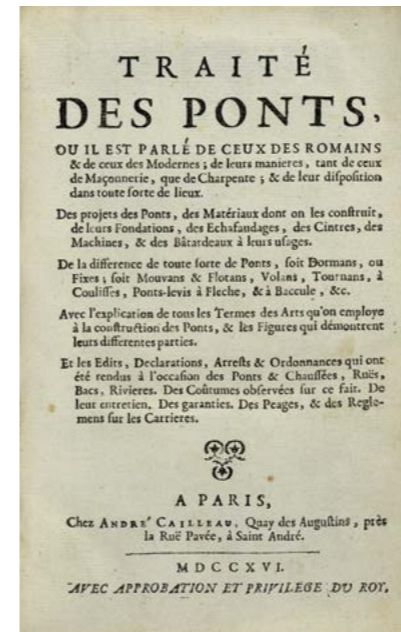 TRAITÉ
DES PONTS,
OU IL EST PARLÉ DE CEUX DES ROMAINS
& de ceux des Modernes ; de leurs manieres, tant de ceux
de Maçonnerie, que de Charpente ; & de leur disposition
dans toute sorte de lieux.
Des projets des Ponts, des Matériaux dont on les construit,
de leurs Fondations, des Echafaudages, des Cintres, des
Machines, & des Bâtardeaux à leurs usages.
De la difference de toute sorte de Ponts, soit Dormans, ou
Fixes ; soit Mouvans & Flotans, Volans, Tournans, à
Coulisses, Ponts-levis à Fleche, & à Baccule, &c.
Avec l'explication de tous les Termes des Arts qu'on employe
à la construction des Ponts, & les Figures qui démontrent
leurs differentes parties.
Et les Edits, Declarations, Arrests & Ordonnances qui ont
été rendus à l'occasion des Ponts & Chaussées, Ruës,
Bacs, Rivieres. Des Coûtumes observées sur ce fait. De
leur entretien. Des garanties. Des Peages, & des Regle-
mens sur les Carrieres.
A PARIS,
Chez ANDRE' CAILLEAU, Quay des Augustins, près
la Ruë Pavée, à Saint André.
MDCCXVI.
AVEC APPROBATION ET PRIVILEGE DU ROY.